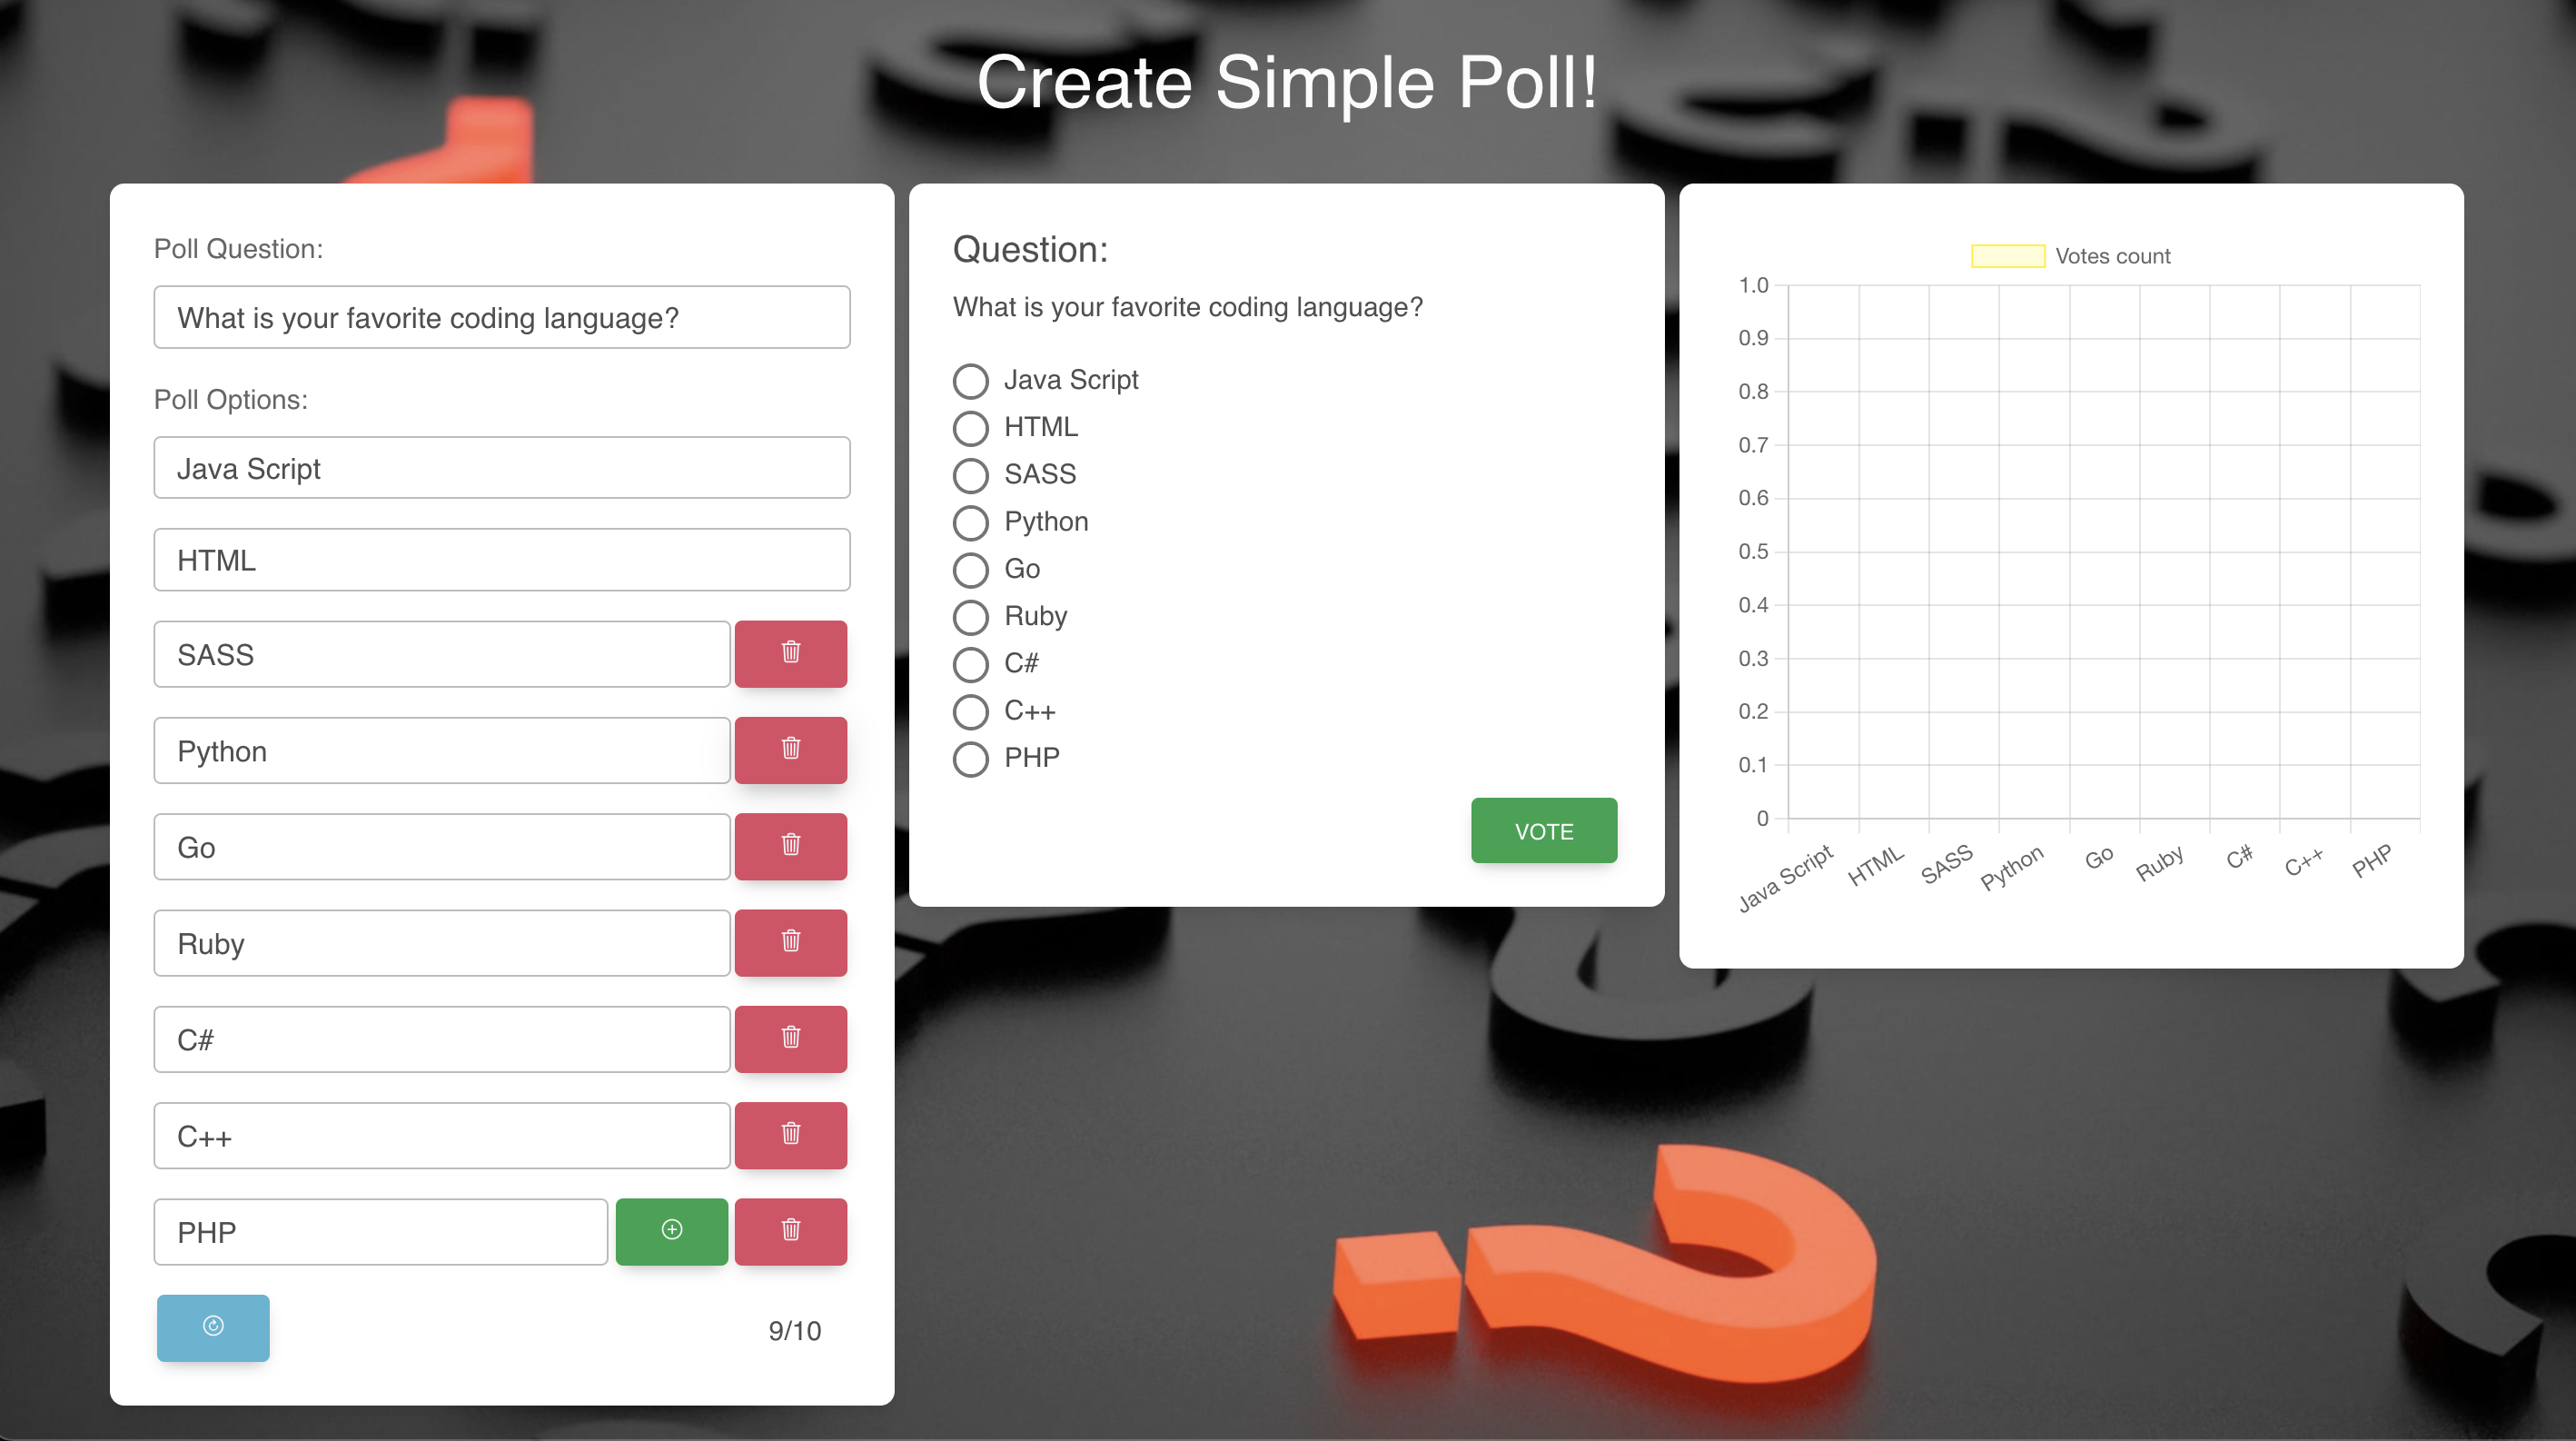 Create Simple Poll!
Poll Question:
What is your favorite coding language?
Poll Options:
Java Script
HTML
SASS
Python
Go
Ruby
C#
C++
PHP
9/10
Question:
What is your favorite coding language?
Java Script
HTML
SASS
Python
Go
Ruby
C#
C++
PHP
VOTE
Votes count
1.0
0.9
0.8
0.7
0.6
0.5
0.4
0.3
0.2
0.1
0
Java Script HTML SASS Python Go Ruby C# C++ PHP